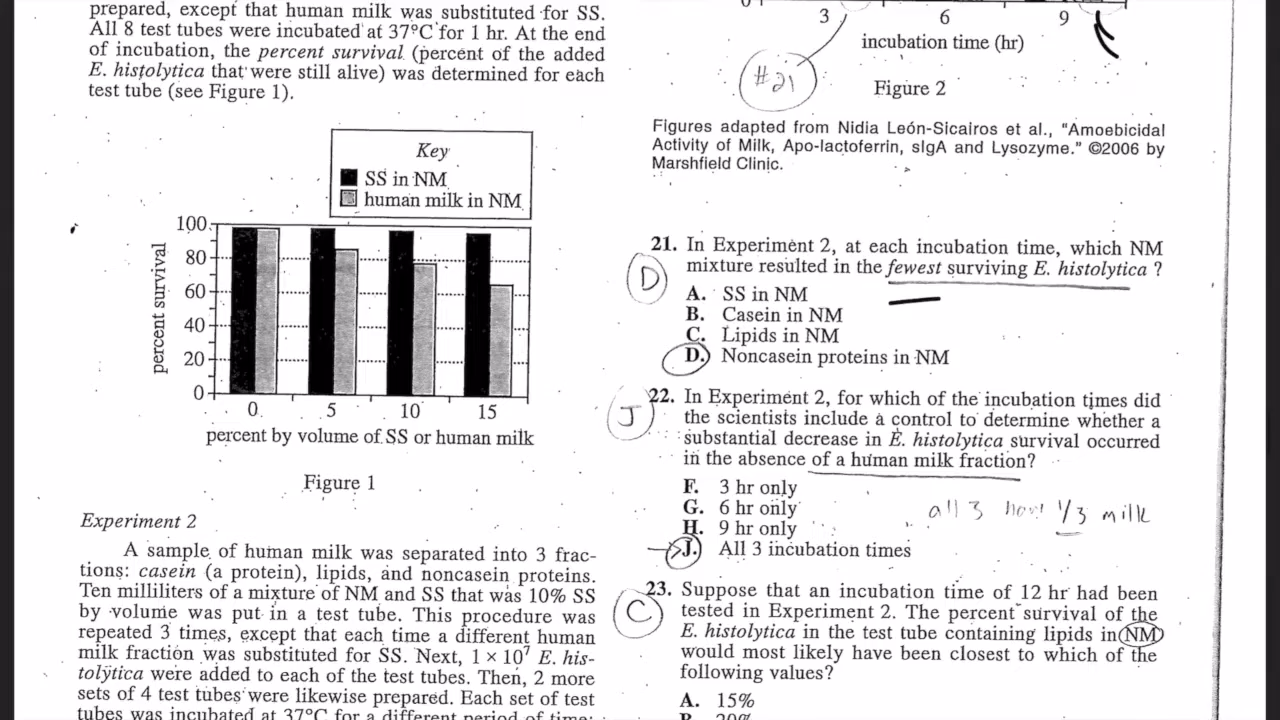 prepared, except that human milk was substituted for SS.
All 8 test tubes were incubated at 37°C for 1 hr. At the end
of incubation, the percent survival (percent of the added
E. histolytica that were still alive) was determined for each
test tube (see Figure 1).
Key
SS in NM
human milk in NM
100
80
60
40
20
0
percent survival
0 5 10 15
percent by volume of SS or human milk
Figure 1
Experiment 2
A sample of human milk was separated into 3 frac-
tions: casein (a protein), lipids, and noncasein proteins.
Ten milliliters of a mixture of NM and SS that was 10% SS
by volume was put in a test tube. This procedure was
repeated 3 times, except that each time a different human
milk fraction was substituted for SS. Next, 1 × 10⁷ E. his-
tolytica were added to each of the test tubes. Then, 2 more
sets of 4 test tubes were likewise prepared. Each set of test
tubes was incubated at 37°C for a different period of time:
0
3 6 9
incubation time (hr)
#21
Figure 2
Figures adapted from Nidia León-Sicairos et al., "Amoebicidal
Activity of Milk, Apo-lactoferrin, sIgA and Lysozyme." ©2006 by
Marshfield Clinic.
21. In Experiment 2, at each incubation time, which NM
mixture resulted in the fewest surviving E. histolytica ?
D
A. SS in NM
B. Casein in NM
C. Lipids in NM
D. Noncasein proteins in NM
22. In Experiment 2, for which of the incubation times did
J
the scientists include a control to determine whether a
substantial decrease in E. histolytica survival occurred
in the absence of a human milk fraction?
F. 3 hr only
G. 6 hr only
all 3 1/3 milk
H. 9 hr only
J. All 3 incubation times
23. Suppose that an incubation time of 12 hr had been
C
tested in Experiment 2. The percent survival of the
E. histolytica in the test tube containing lipids in NM
would most likely have been closest to which of the
following values?
A. 15%
B. 20%